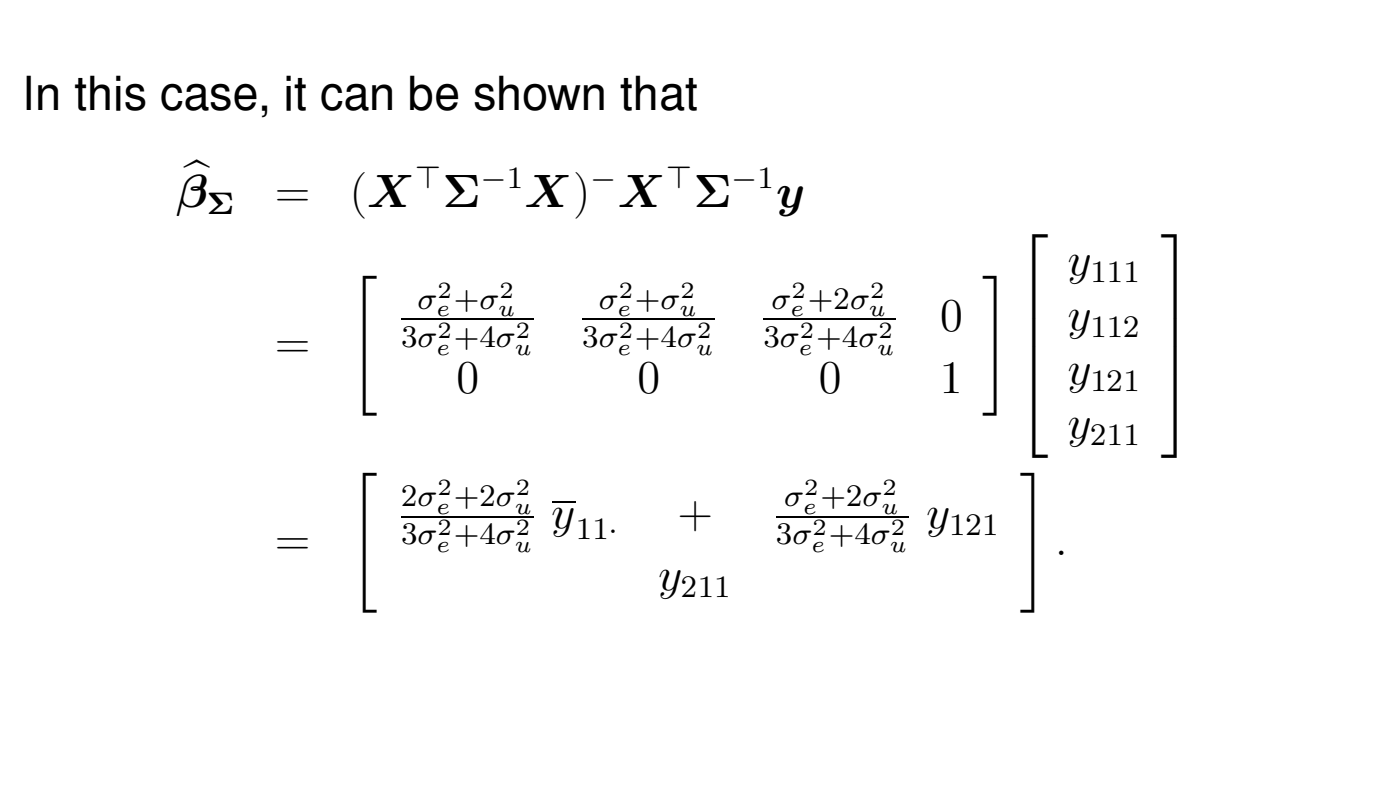 In this case, it can be shown that
$\widehat{\boldsymbol{\beta}}_{\boldsymbol{\Sigma}} = (\boldsymbol{X}^\top \boldsymbol{\Sigma}^{-1} \boldsymbol{X})^{-} \boldsymbol{X}^\top \boldsymbol{\Sigma}^{-1} \boldsymbol{y}$
$= \begin{bmatrix} \frac{\sigma_e^2+\sigma_u^2}{3\sigma_e^2+4\sigma_u^2} & \frac{\sigma_e^2+\sigma_u^2}{3\sigma_e^2+4\sigma_u^2} & \frac{\sigma_e^2+2\sigma_u^2}{3\sigma_e^2+4\sigma_u^2} & 0 \\ 0 & 0 & 0 & 1 \end{bmatrix} \begin{bmatrix} y_{111} \\ y_{112} \\ y_{121} \\ y_{211} \end{bmatrix}$
$= \begin{bmatrix} \frac{2\sigma_e^2+2\sigma_u^2}{3\sigma_e^2+4\sigma_u^2} \overline{y}_{11\cdot} + \frac{\sigma_e^2+2\sigma_u^2}{3\sigma_e^2+4\sigma_u^2} y_{121} \\ y_{211} \end{bmatrix}.$